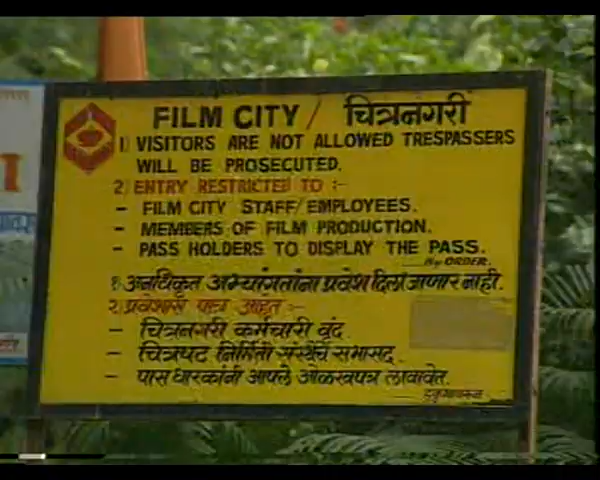 FILM CITY / चित्रनगरी
1) VISITORS ARE NOT ALLOWED TRESPASSERS
WILL BE PROSECUTED.
2) ENTRY RESTRICTED TO :-
- FILM CITY STAFF/EMPLOYEES.
- MEMBERS OF FILM PRODUCTION.
- PASS HOLDERS TO DISPLAY THE PASS.
By ORDER.
१) अनधिकृत अभ्यागतांना प्रवेश दिला जाणार नाही.
२) प्रवेशास पात्र आहेत :-
- चित्रनगरी कर्मचारी वृंद.
- चित्रपट निर्मिती संस्थेचे सभासद.
- पास धारकांनी आपले ओळखपत्र लावावेत.